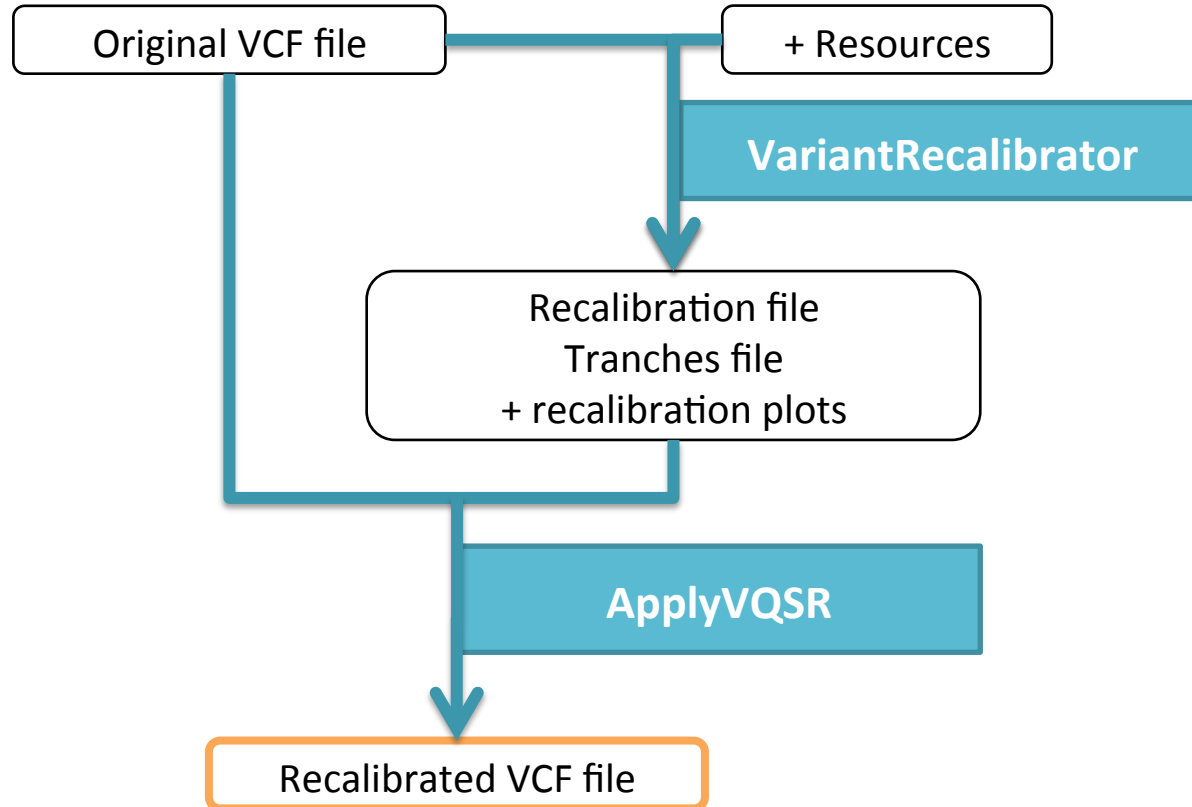 Original VCF file
+ Resources
VariantRecalibrator
Recalibration file
Tranches file
+ recalibration plots
ApplyVQSR
Recalibrated VCF file